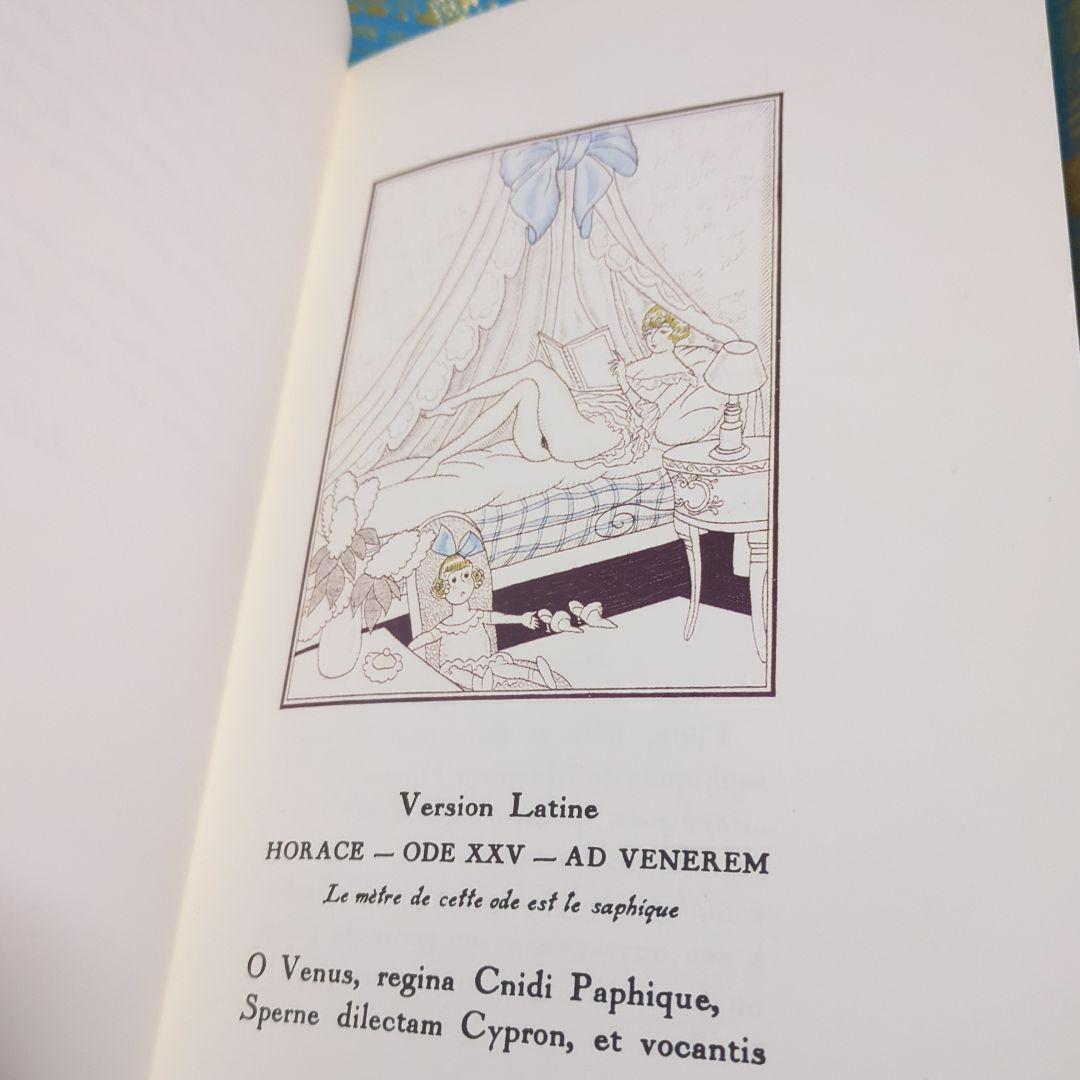 Version Latine
HORACE — ODE XXV — AD VENEREM
Le mètre de cette ode est le saphique
O Venus, regina Cnidi Paphique,
Sperne dilectam Cypron, et vocantis